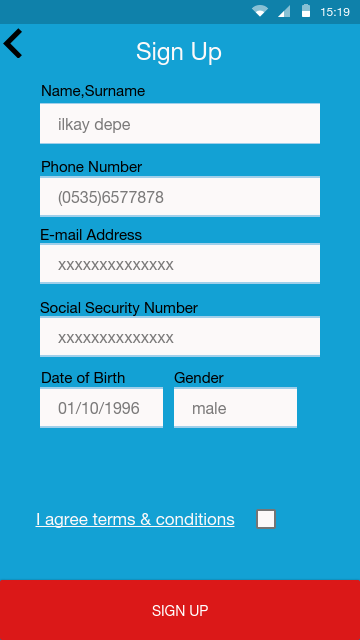 15:19
Sign Up
Name,Surname
ilkay depe
Phone Number
(0535)6577878
E-mail Address
xxxxxxxxxxxxxx
Social Security Number
xxxxxxxxxxxxxx
Date of Birth Gender
01/10/1996 male
I agree terms & conditions
SIGN UP